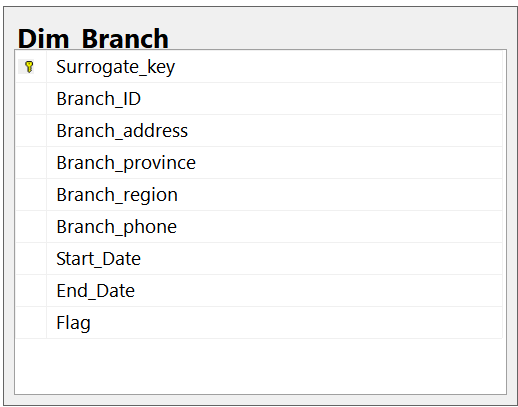 Dim_Branch
Surrogate_key
Branch_ID
Branch_address
Branch_province
Branch_region
Branch_phone
Start_Date
End_Date
Flag